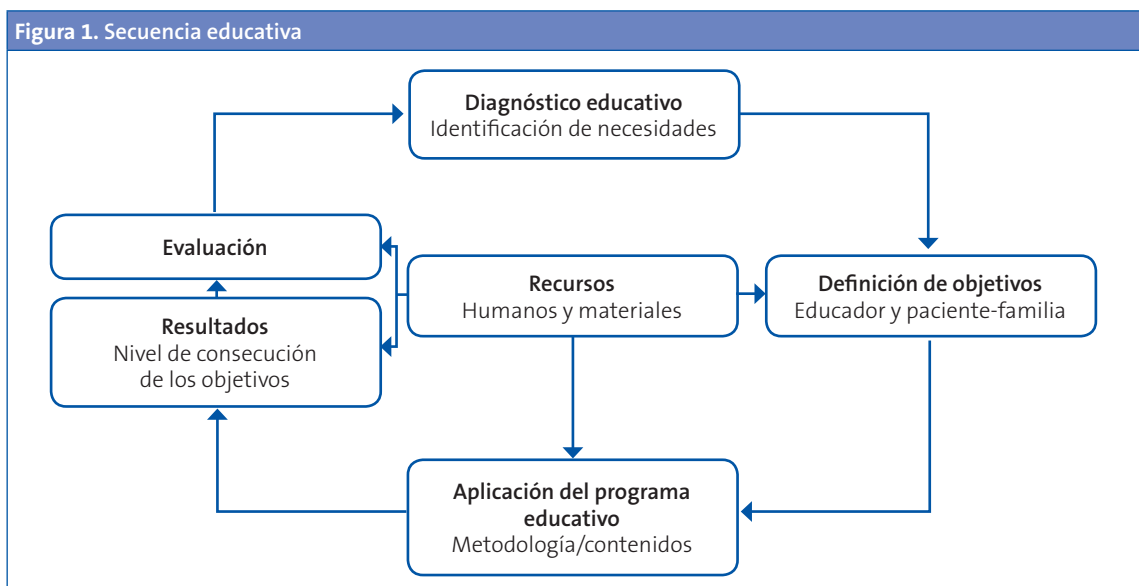 Figura 1. Secuencia educativa
Diagnóstico educativo
Identificación de necesidades
Evaluación
Recursos
Humanos y materiales
Definición de objetivos
Educador y paciente-familia
Resultados
Nivel de consecución
de los objetivos
Aplicación del programa
educativo
Metodología/contenidos